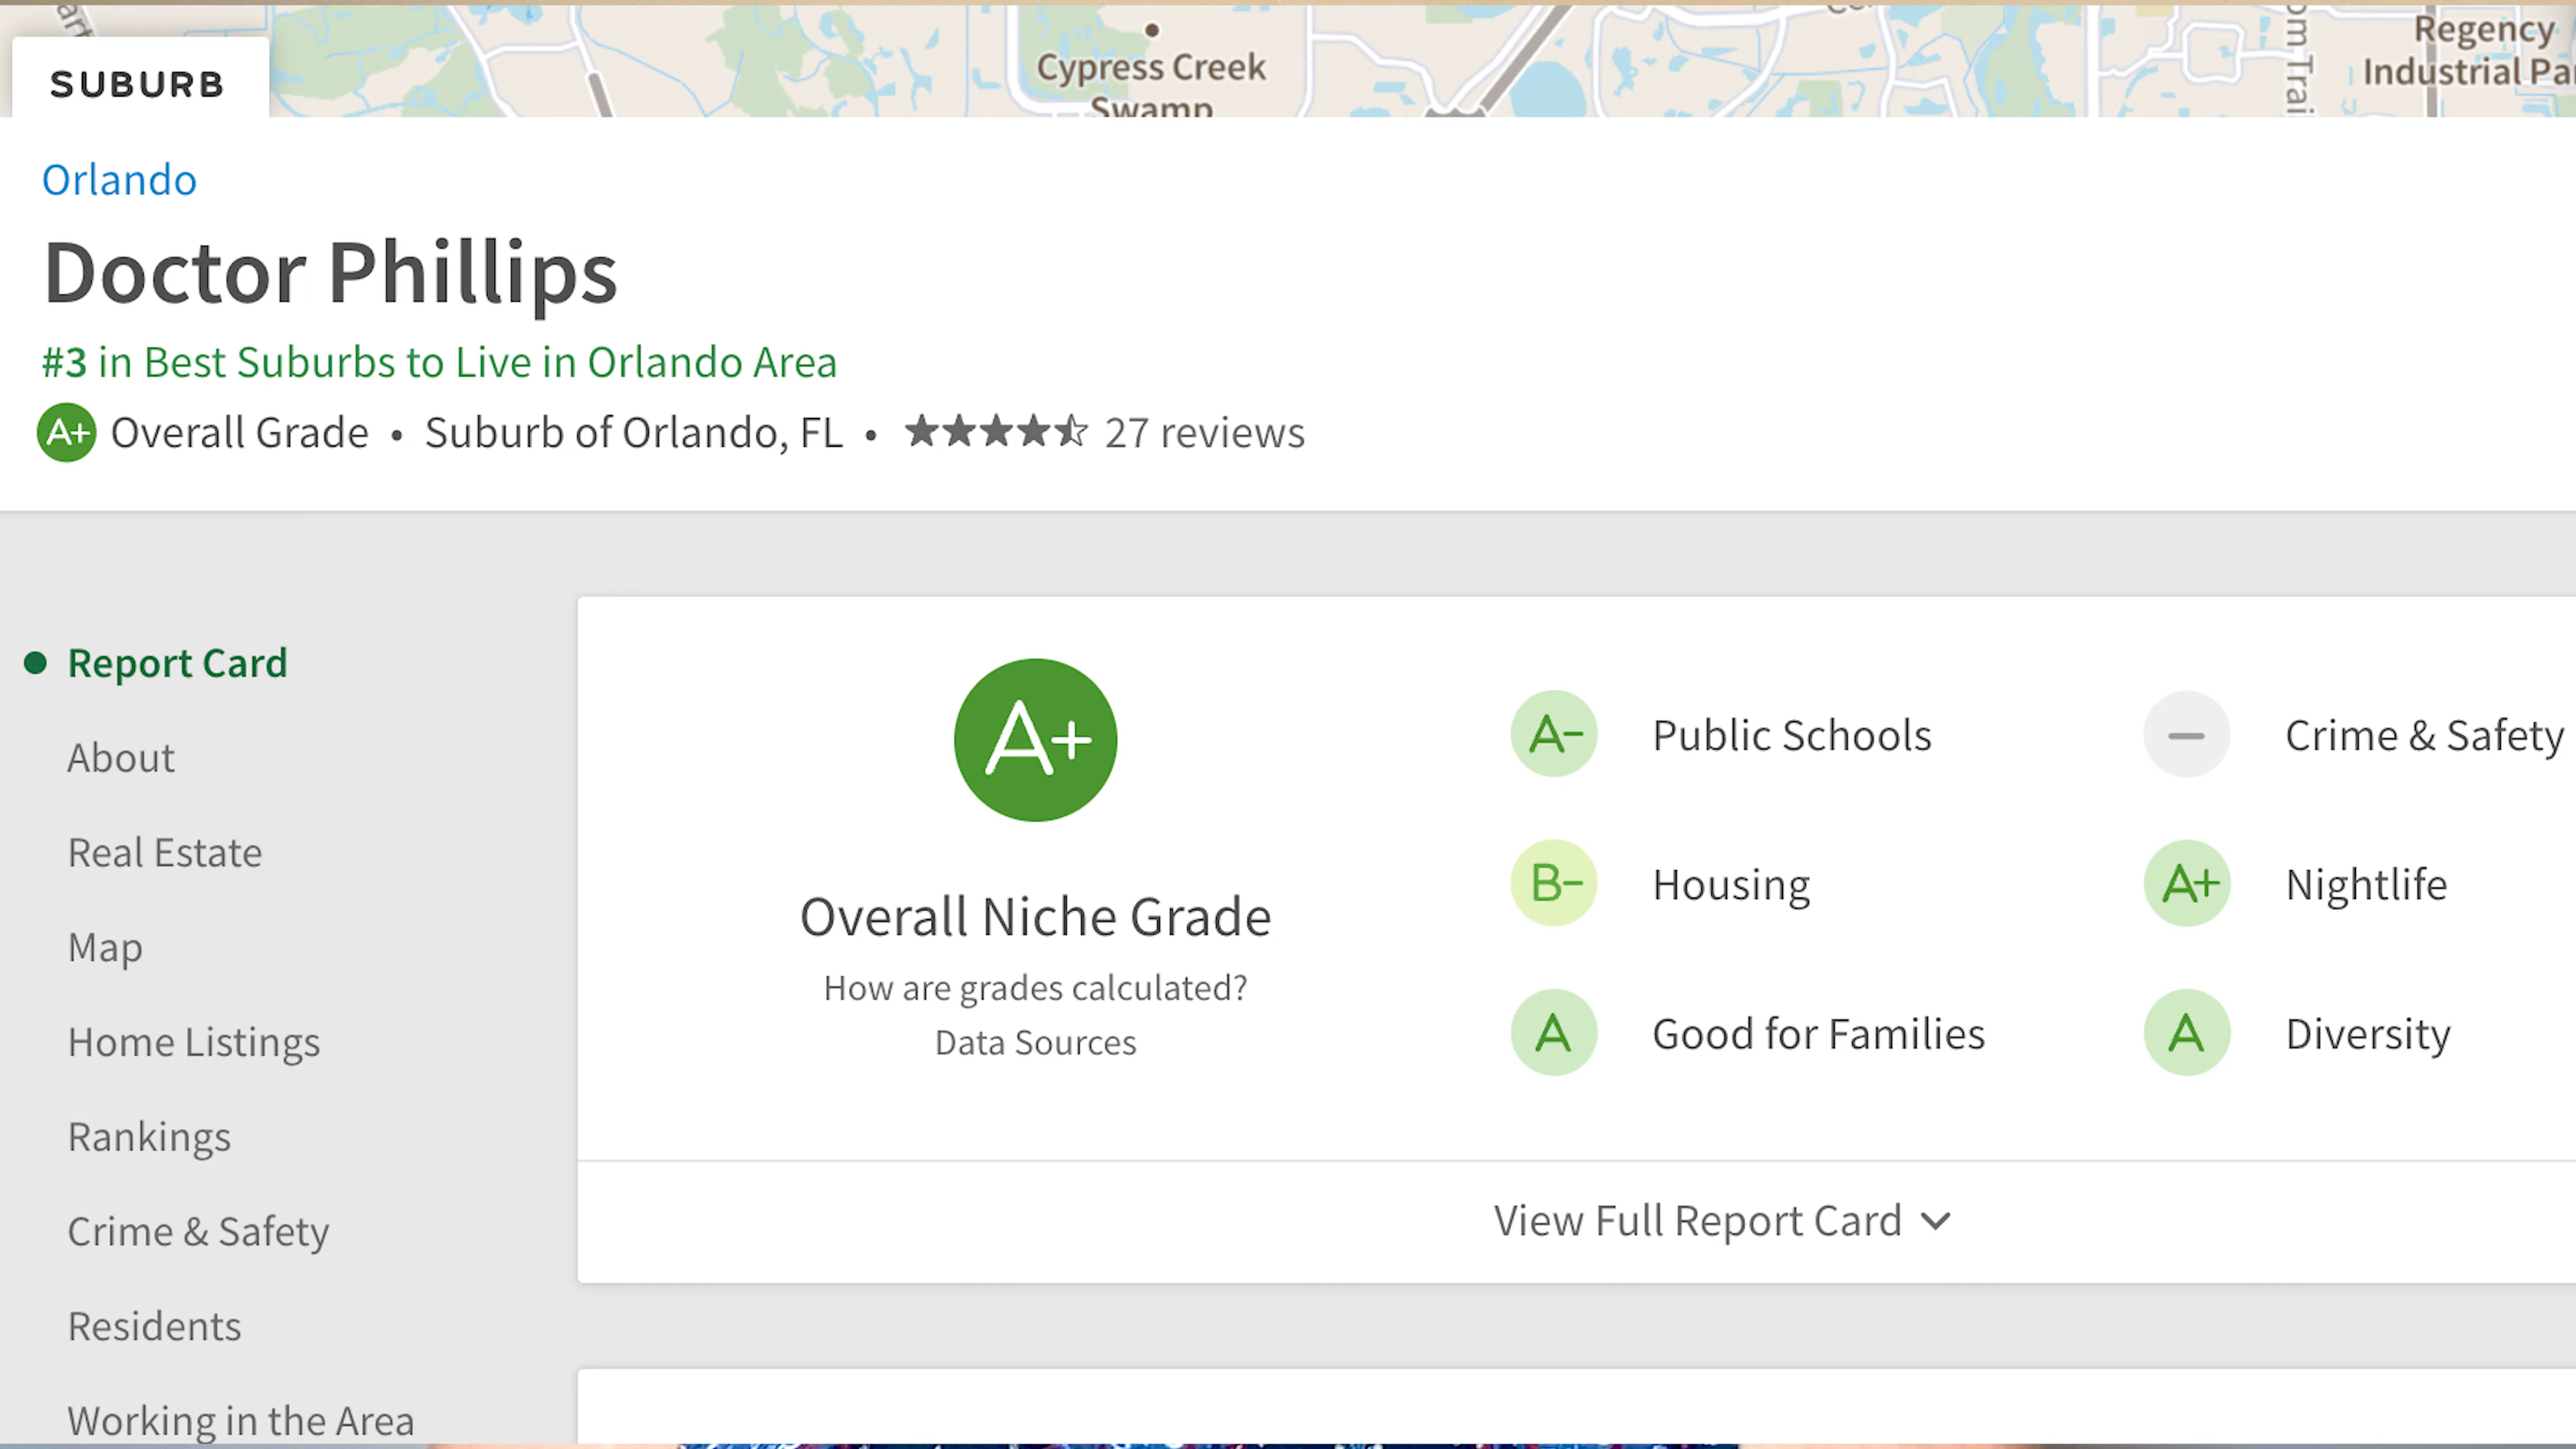 SUBURB
Cypress Creek
Swamp
Regency
Industrial
Orlando
Doctor Phillips
#3 in Best Suburbs to Live in Orlando Area
A+ Overall Grade • Suburb of Orlando, FL • 27 reviews
Report Card
About
Real Estate
Map
Home Listings
Rankings
Crime & Safety
Residents
Working in the Area
A+
Overall Niche Grade
How are grades calculated?
Data Sources
A- Public Schools
– Crime & Safety
B- Housing
A+ Nightlife
A Good for Families
A Diversity
View Full Report Card